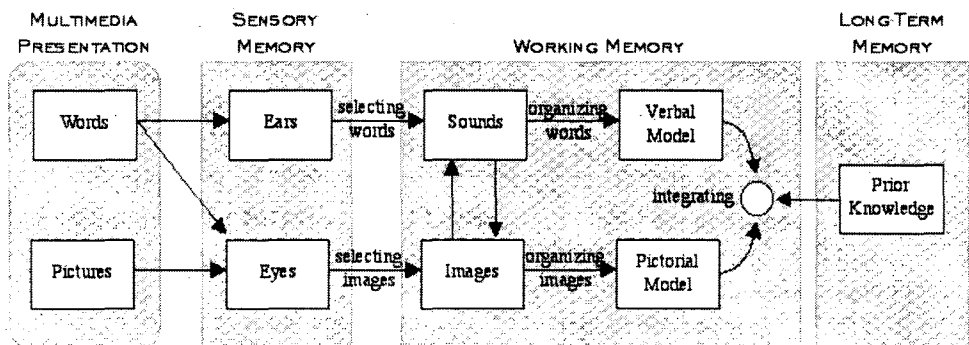 MULTIMEDIA
PRESENTATION
SENSORY
MEMORY
WORKING MEMORY
LONG-TERM
MEMORY
Words
Ears
selecting
words
Sounds
organizing
words
Verbal
Model
integrating
Prior
Knowledge
Pictures
Eyes
selecting
images
Images
organizing
images
Pictorial
Model